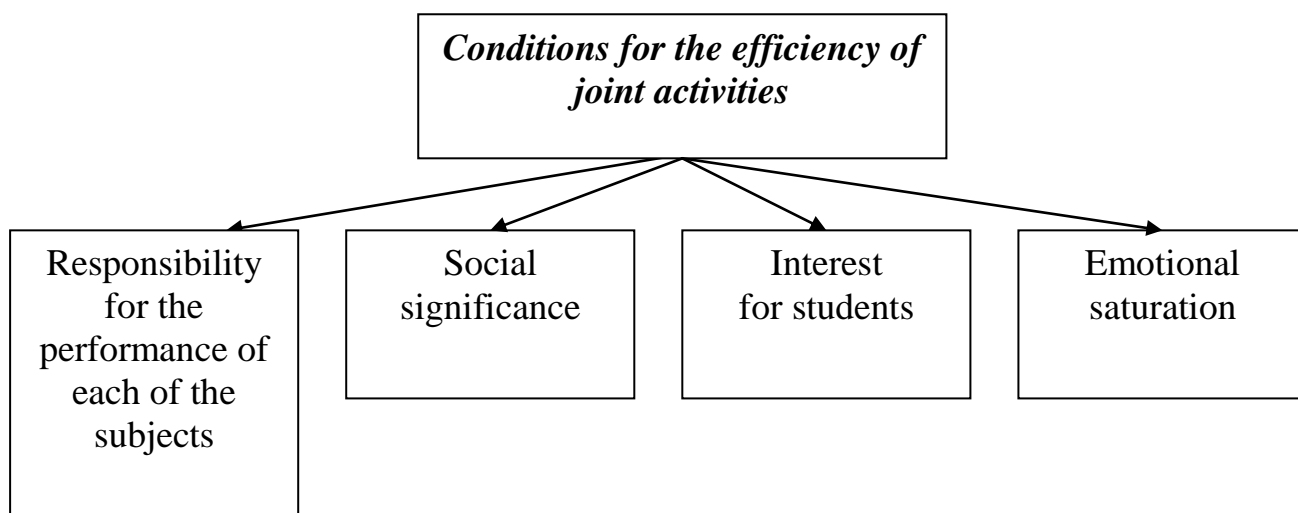 Conditions for the efficiency of
joint activities
Responsibility
for the
performance of
each of the
subjects
Social
significance
Interest
for students
Emotional
saturation